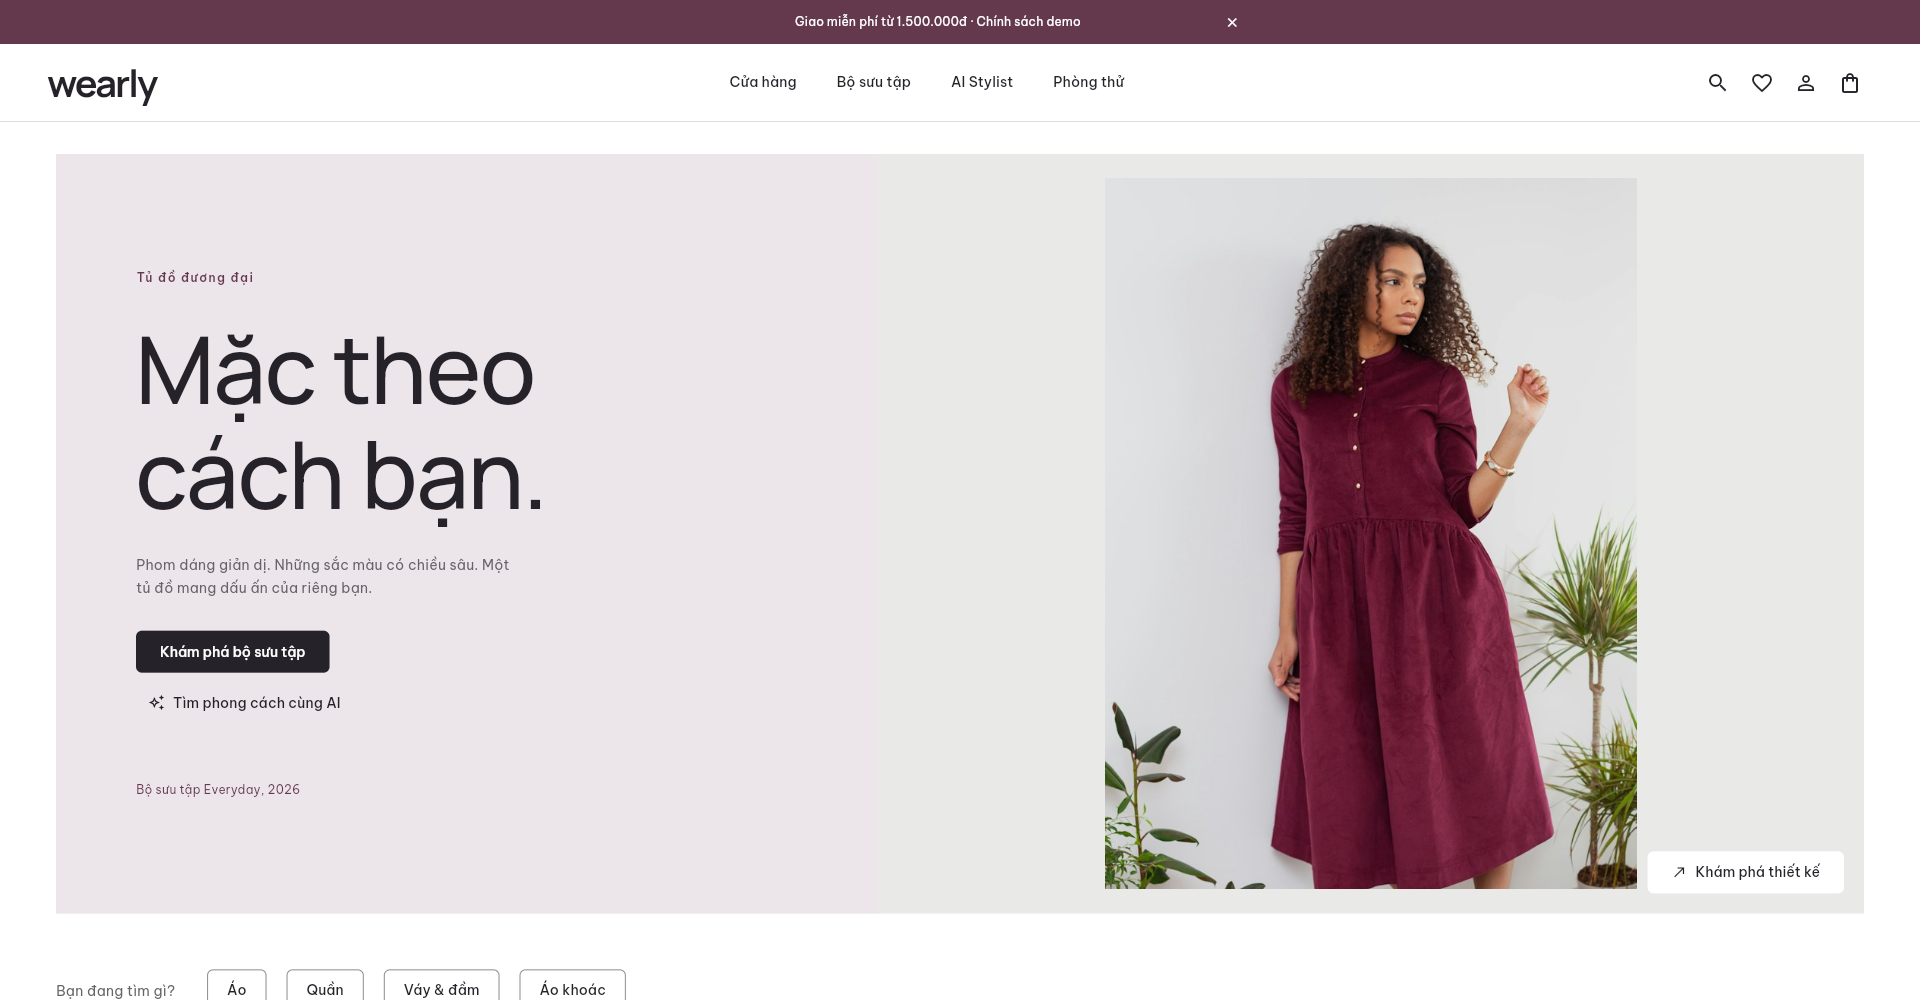 Giao miễn phí từ 1.500.000đ · Chính sách demo
wearly
Cửa hàng
Bộ sưu tập
AI Stylist
Phòng thử
Tủ đồ đương đại
Mặc theo
cách bạn.
Phom dáng giản dị. Những sắc màu có chiều sâu. Một
tủ đồ mang dấu ấn của riêng bạn.
Khám phá bộ sưu tập
Tìm phong cách cùng AI
Bộ sưu tập Everyday, 2026
Khám phá thiết kế
Bạn đang tìm gì?
Áo
Quần
Váy & đầm
Áo khoác